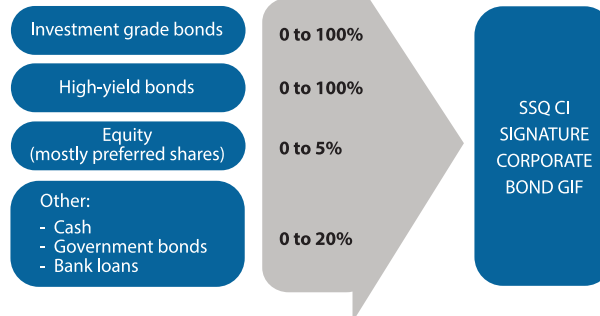 Investment grade bonds
0 to 100%
High-yield bonds
0 to 100%
Equity
(mostly preferred shares)
0 to 5%
Other:
- Cash
- Government bonds
- Bank loans
0 to 20%
SSQ CI
SIGNATURE
CORPORATE
BOND GIF